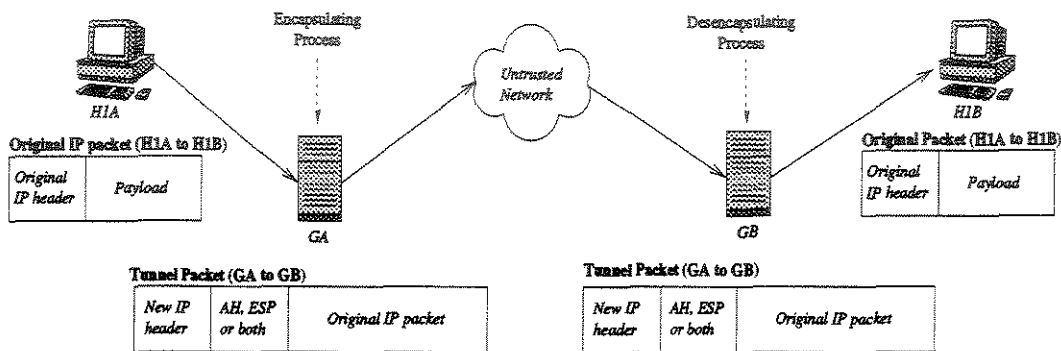 Encapsulating
Process
Desencapsulating
Process
Untrusted
Network
H1A
H1B
Original IP packet (H1A to H1B)
Original
IP header
Payload
GA
GB
Original Packet (H1A to H1B)
Original
IP header
Payload
Tunnel Packet (GA to GB)
New IP
header
AH, ESP
or both
Original IP packet
Tunnel Packet (GA to GB)
New IP
header
AH, ESP
or both
Original IP packet